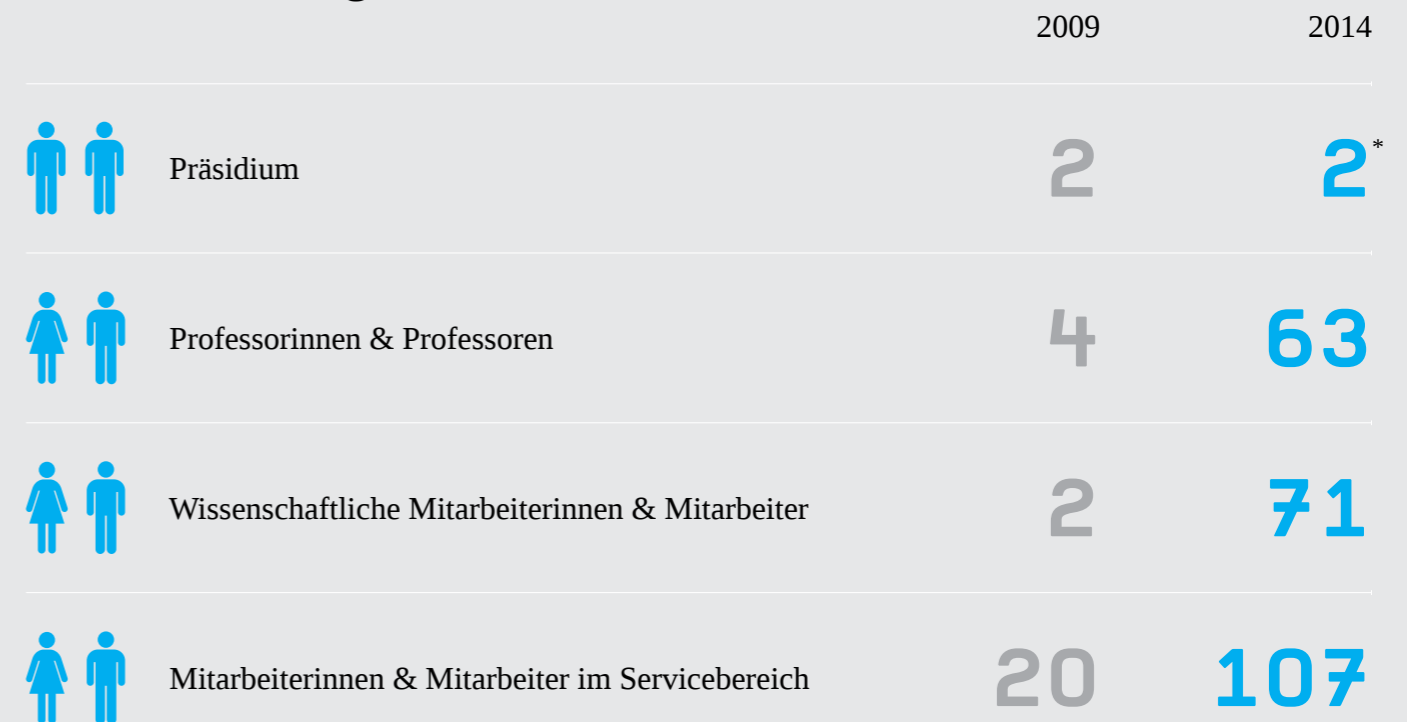 2009 2014
Präsidium 2 2*
Professorinnen & Professoren 4 63
Wissenschaftliche Mitarbeiterinnen & Mitarbeiter 2 71
Mitarbeiterinnen & Mitarbeiter im Servicebereich 20 107